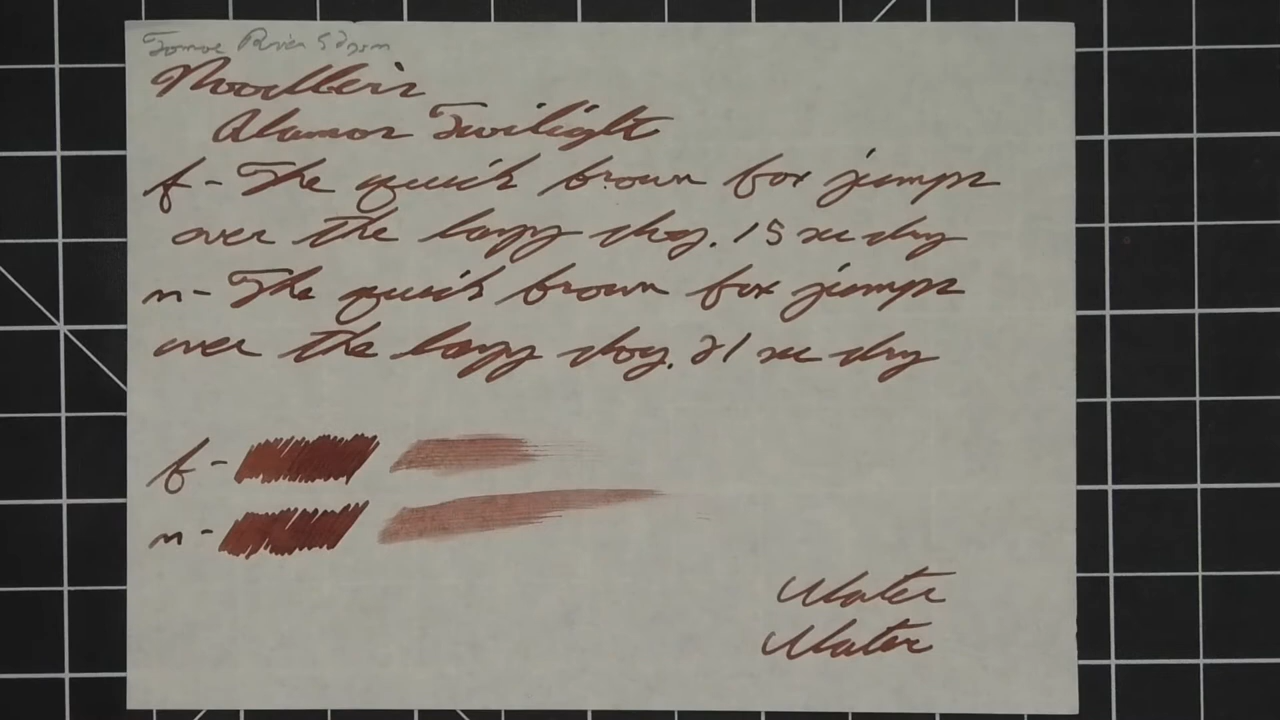 Tomoe River 52gsm
Noodler's
Alamo Twilight
f - The quick brown fox jumps
over the lazy dog. 15 sec dry
m - The quick brown fox jumps
over the lazy dog. 21 sec dry
f -
m -
Water
Water